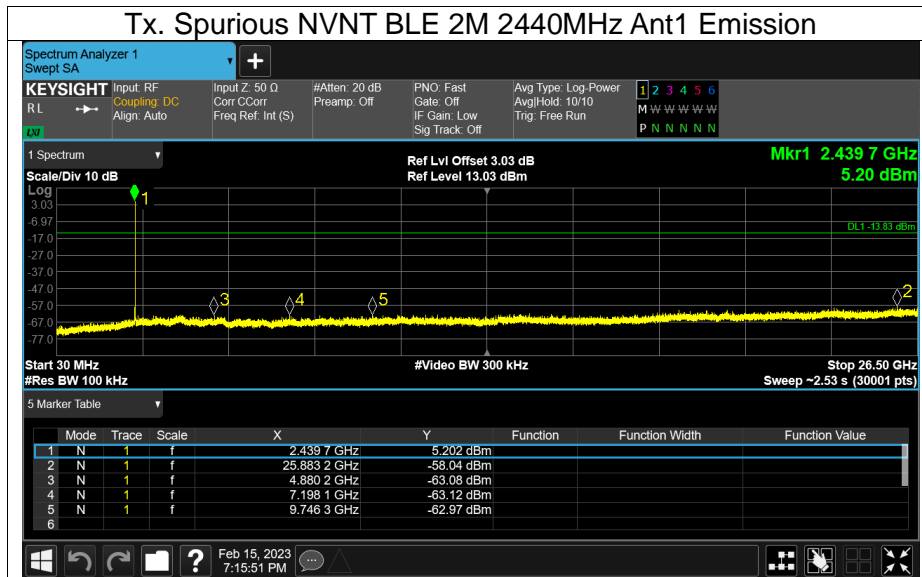 Tx. Spurious NVNT BLE 2M 2440MHz Ant1 Emission
Spectrum Analyzer 1
Swept SA
+
KEYSIGHT Input: RF Input Z: 50 Ω #Atten: 20 dB PNO: Fast Avg Type: Log-Power 1 2 3 4 5 6
RL Coupling: DC Corr CCorr Preamp: Off Gate: Off Avg|Hold: 10/10 M W W W W W
Align: Auto Freq Ref: Int (S) IF Gain: Low Trig: Free Run
LXI Sig Track: Off P N N N N N
1 Spectrum Ref Lvl Offset 3.03 dB Mkr1 2.439 7 GHz
Scale/Div 10 dB Ref Level 13.03 dBm 5.20 dBm
Log
1
3.03
-6.97
DL1 -13.83 dBm
-17.0
-27.0
-37.0
-47.0
2
3 4 5
-57.0
-67.0
-77.0
Start 30 MHz #Video BW 300 kHz Stop 26.50 GHz
#Res BW 100 kHz Sweep ~2.53 s (30001 pts)
5 Marker Table
Mode Trace Scale X Y Function Function Width Function Value
1 N 1 f 2.439 7 GHz 5.202 dBm
2 N 1 f 25.883 2 GHz -58.04 dBm
3 N 1 f 4.880 2 GHz -63.08 dBm
4 N 1 f 7.198 1 GHz -63.12 dBm
5 N 1 f 9.746 3 GHz -62.97 dBm
6
? Feb 15, 2023
7:15:51 PM